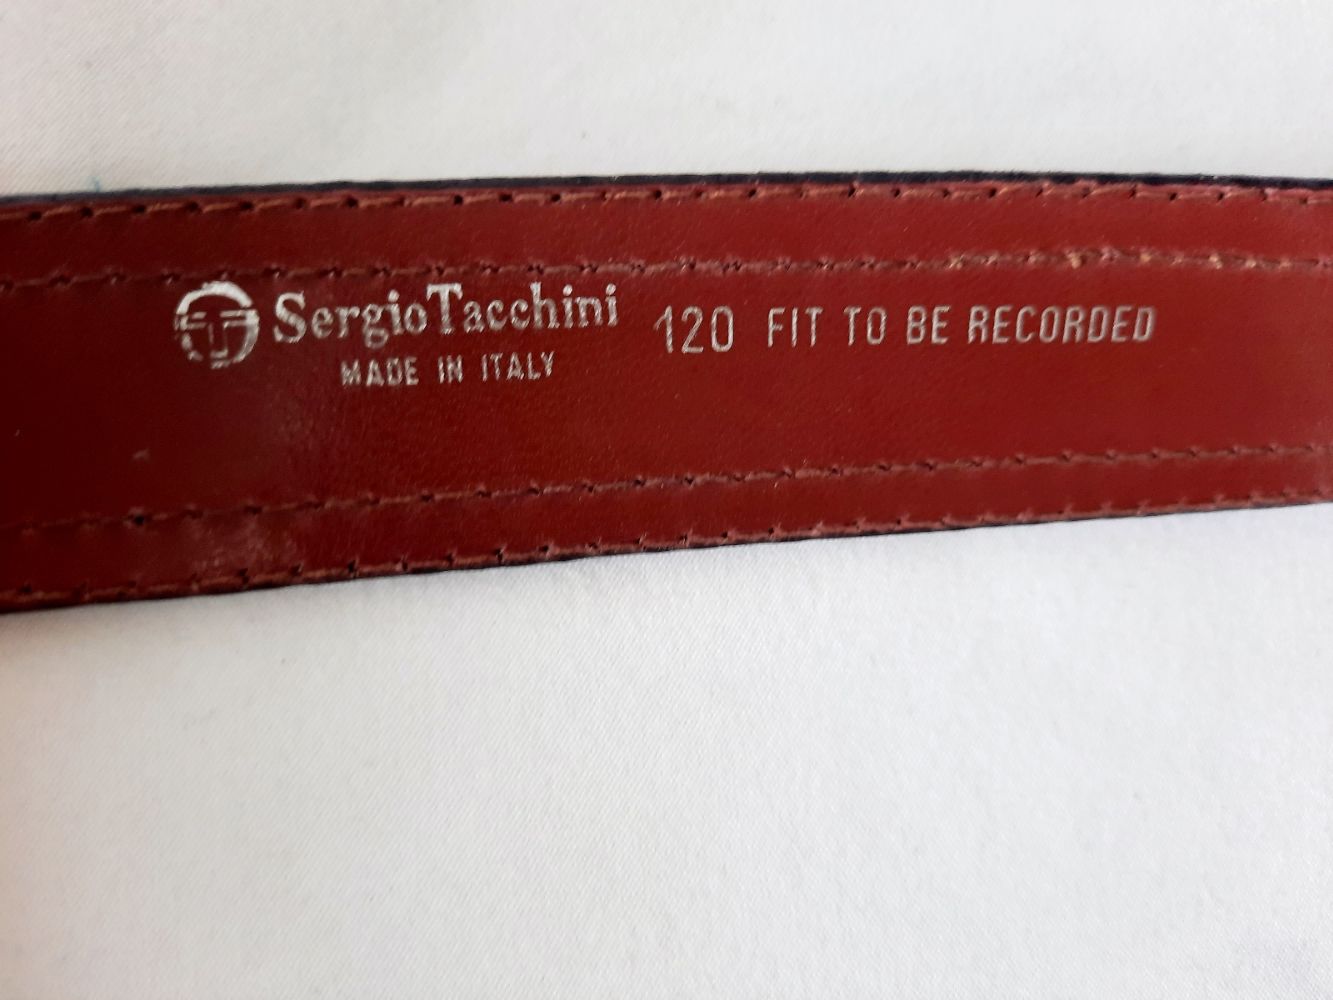 SergioTacchini
MADE IN ITALY
120 FIT TO BE RECORDED